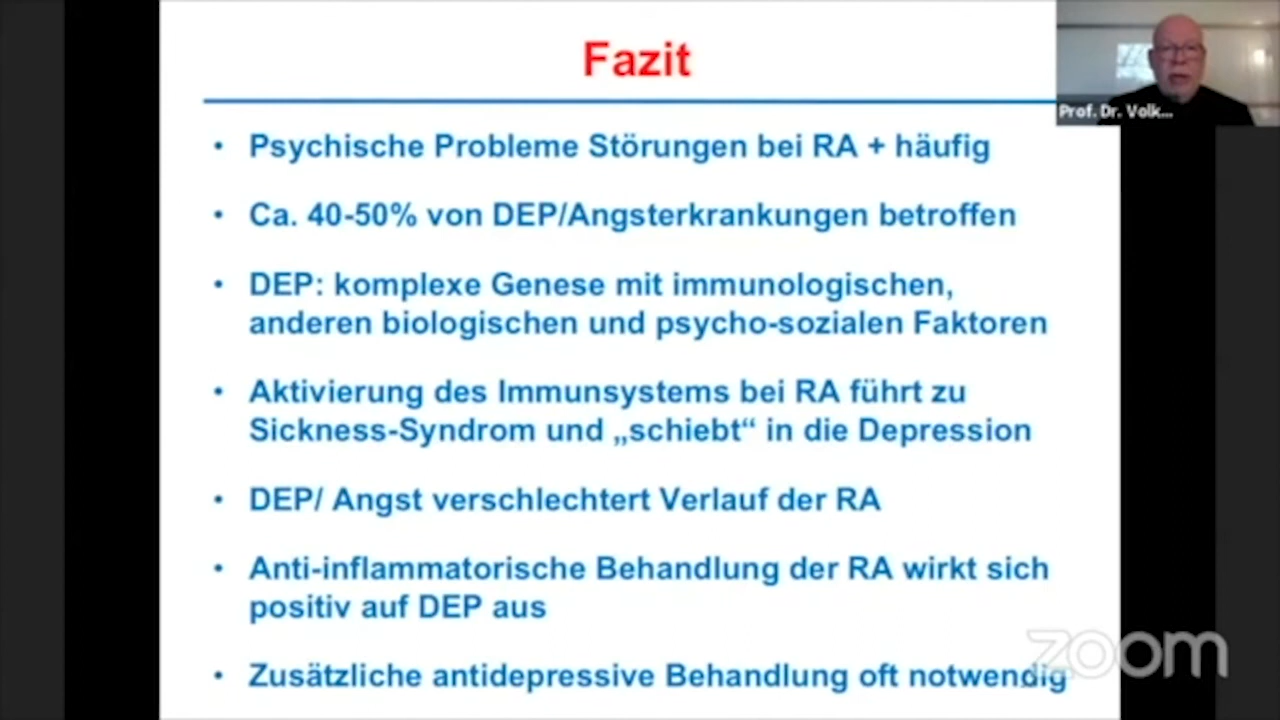 Fazit
Prof. Dr. Volk...
• Psychische Probleme Störungen bei RA + häufig
• Ca. 40-50% von DEP/Angsterkrankungen betroffen
• DEP: komplexe Genese mit immunologischen,
anderen biologischen und psycho-sozialen Faktoren
• Aktivierung des Immunsystems bei RA führt zu
Sickness-Syndrom und „schiebt“ in die Depression
• DEP/ Angst verschlechtert Verlauf der RA
• Anti-inflammatorische Behandlung der RA wirkt sich
positiv auf DEP aus
• Zusätzliche antidepressive Behandlung oft notwendig
zoom